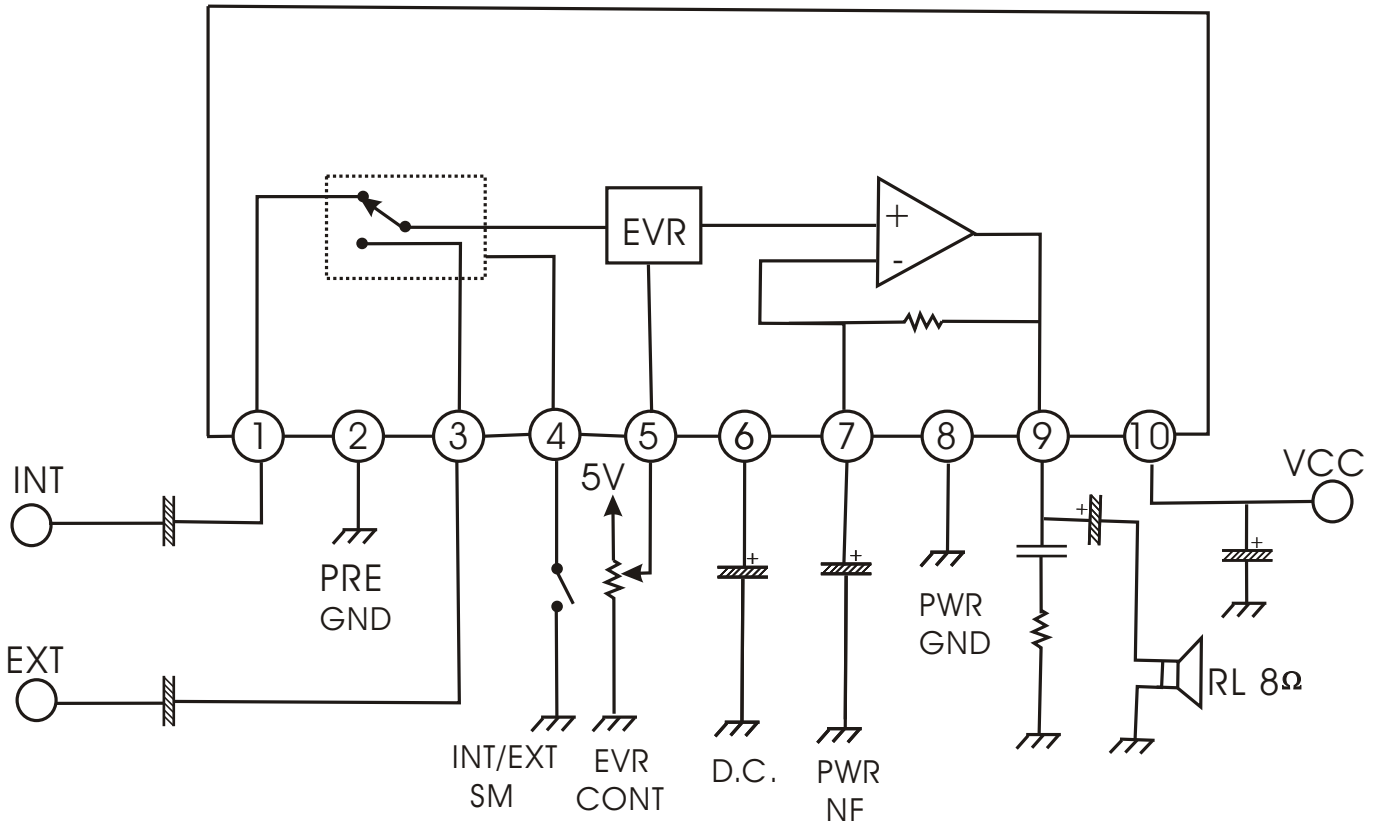 EVR
+
-
1
2
3
4
5
6
7
8
9
10
INT
5V
VCC
+
+
+
+
PRE
GND
PWR
GND
EXT
RL 8Ω
INT/EXT
SM
EVR
CONT
D.C.
PWR
NF